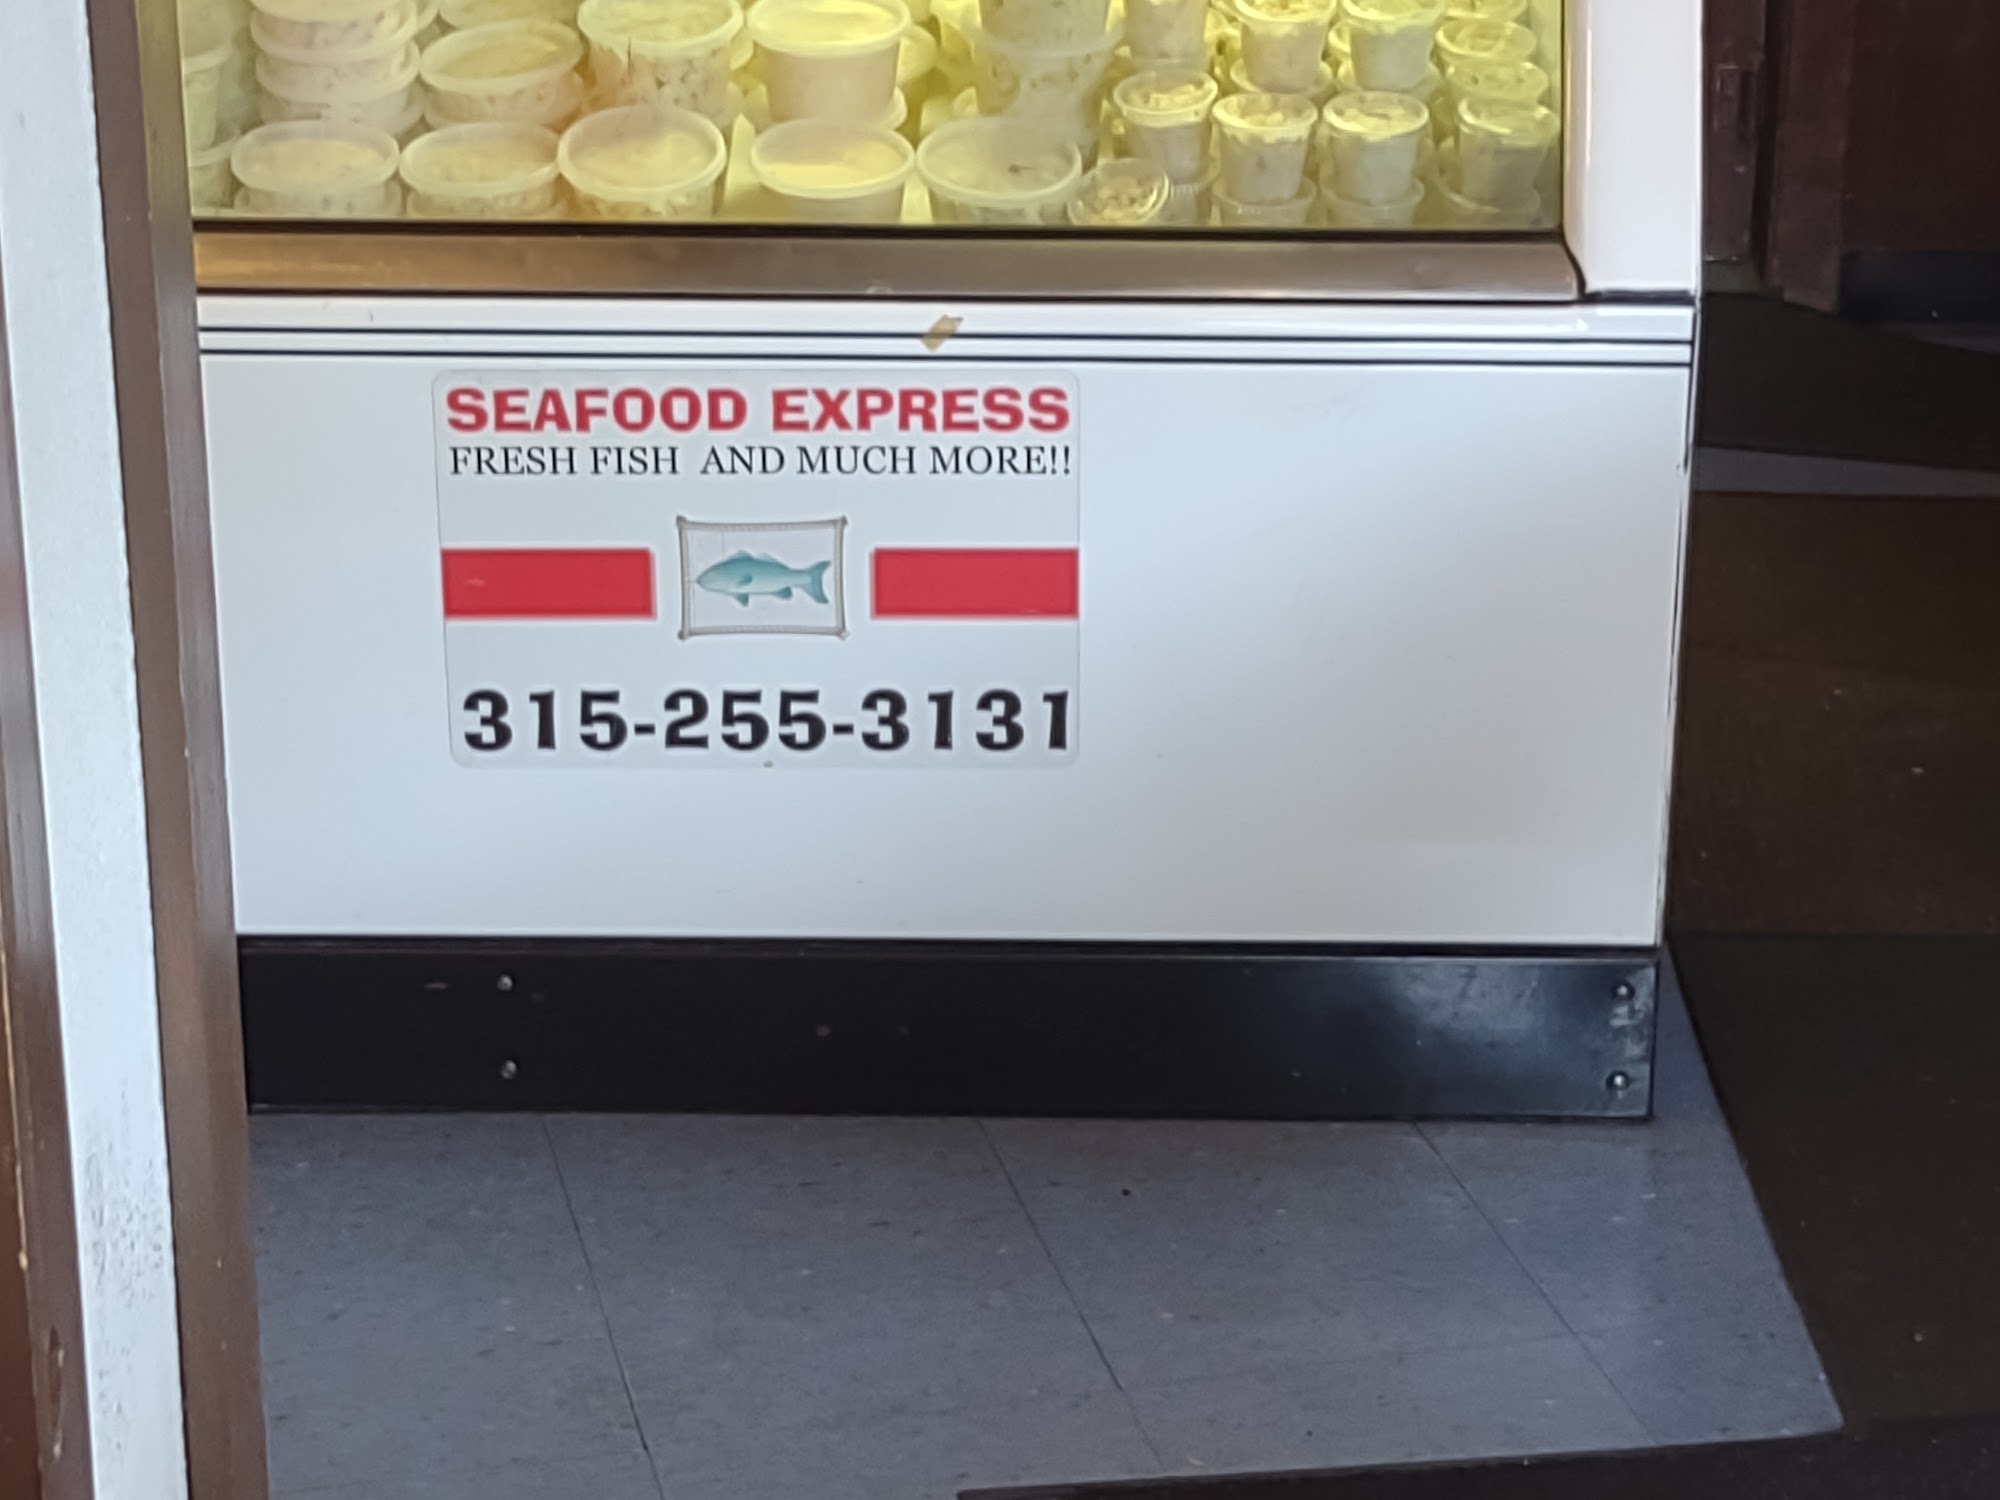 SEAFOOD EXPRESS
FRESH FISH AND MUCH MORE!!
315-255-3131